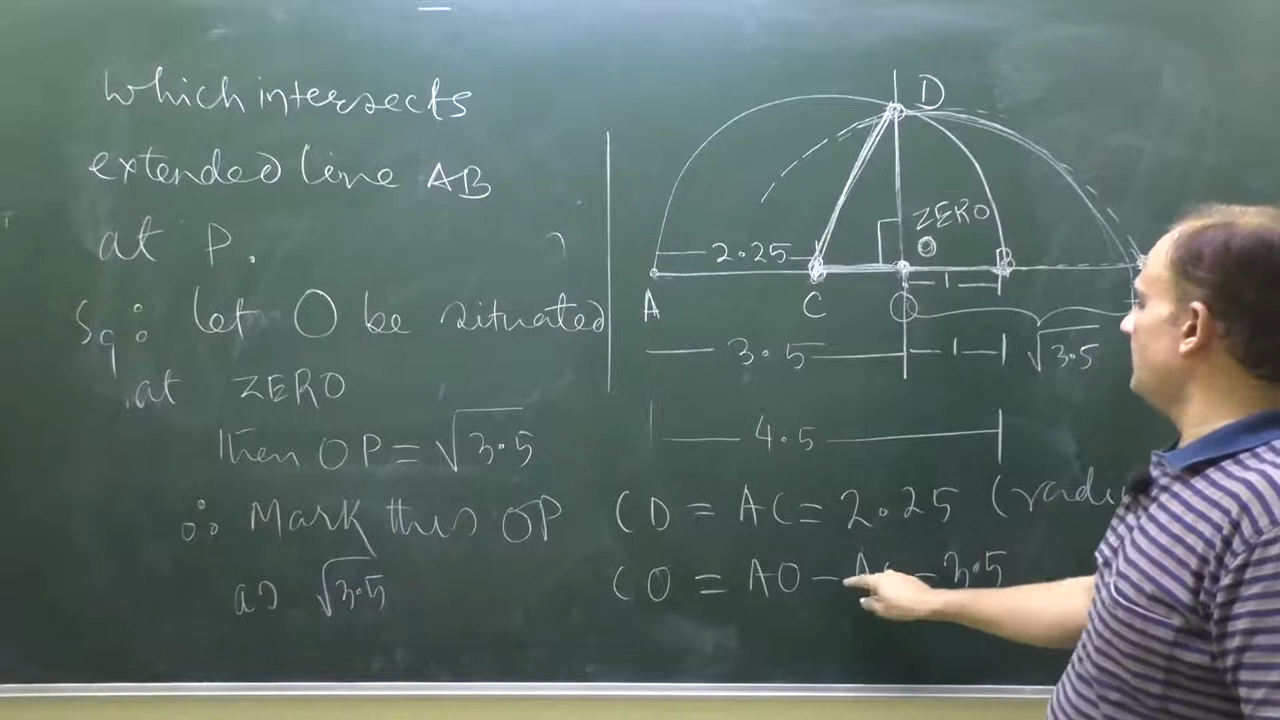 which intersects
extended line AB
at P.
Sq: let O be situated
at ZERO
Then OP = √3.5
∴ Mark this OP
as √3.5
D
ZERO
O
2.25
1
A C O B
3.5 1 √3.5
4.5
CD = AC = 2.25 (radiu
CO = AO - AC - 3.5